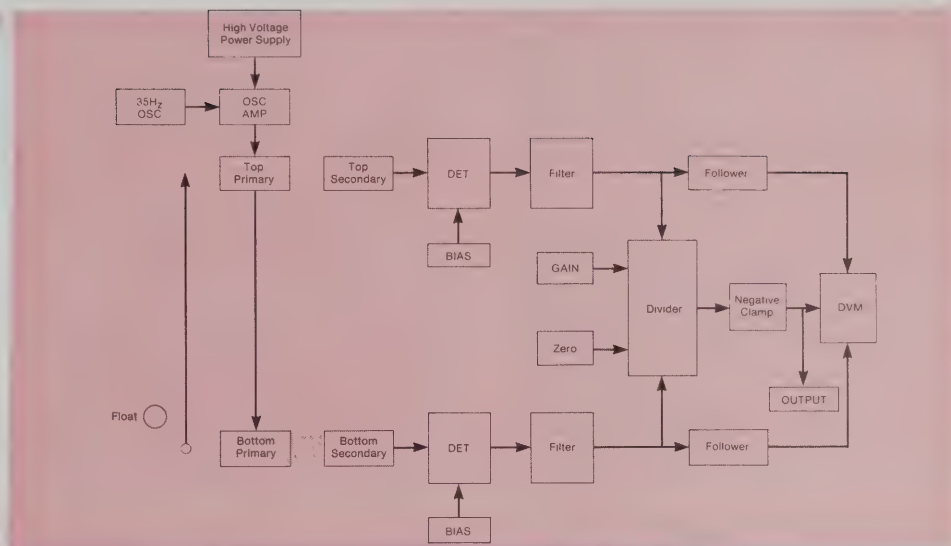 High Voltage
Power Supply
35Hz
OSC
OSC
AMP
Top
Primary
Top
Secondary
DET
Filter
Follower
BIAS
GAIN
Divider
Negative
Clamp
DVM
Zero
OUTPUT
Float
Bottom
Primary
Bottom
Secondary
DET
Filter
Follower
BIAS